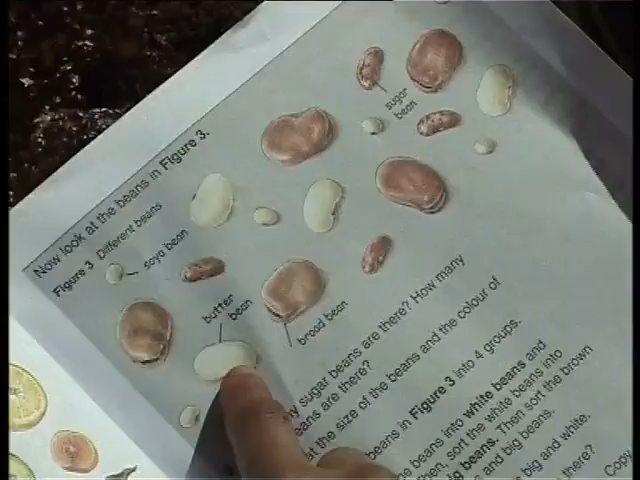 Now look at the beans in Figure 3.
Figure 3 Different beans
sugar
bean
soya bean
butter
bean
broad bean
sugar beans are there? How many
beans are there?
at the size of the beans and the colour of
beans in Figure 3 into 4 groups.
beans into white beans and
sort the white beans into
beans. Then sort the brown
and big beans.
big and white.
there?
Copy